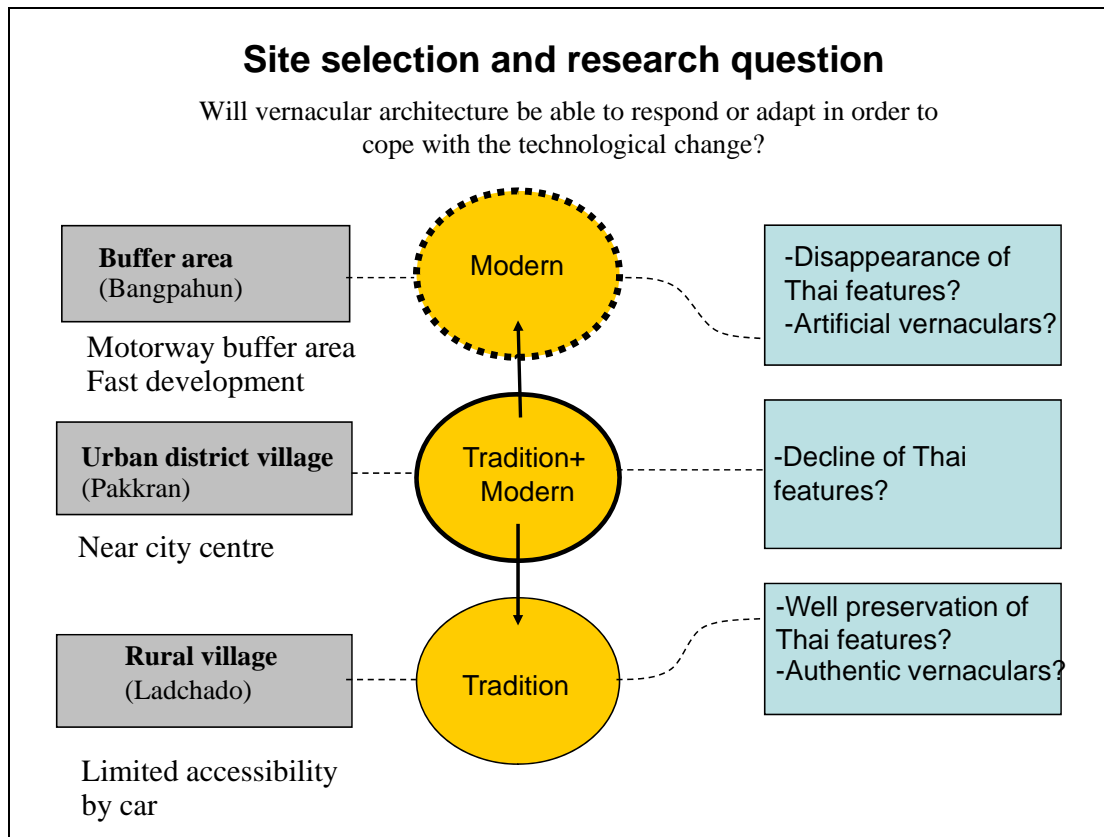 Site selection and research question
Will vernacular architecture be able to respond or adapt in order to
cope with the technological change?
Buffer area
(Bangpahun)
Motorway buffer area
Fast development
Modern
-Disappearance of
Thai features?
-Artificial vernaculars?
Urban district village
(Pakkran)
Near city centre
Tradition+
Modern
-Decline of Thai
features?
Rural village
(Ladchado)
Limited accessibility
by car
Tradition
-Well preservation of
Thai features?
-Authentic vernaculars?